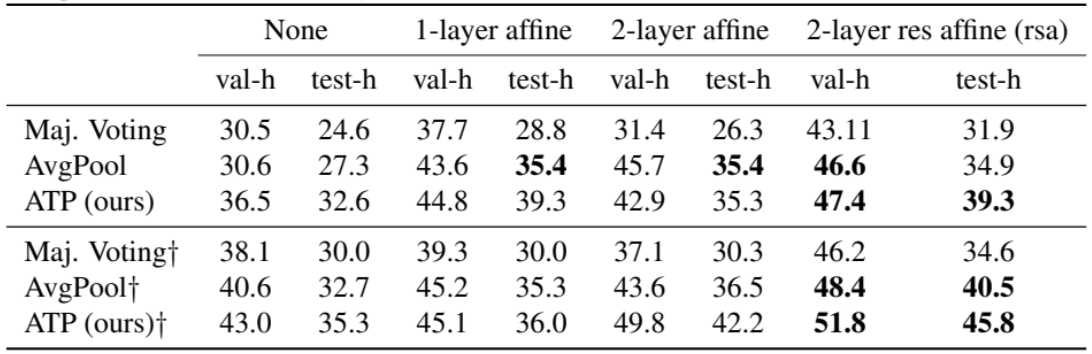 None 1-layer affine 2-layer affine 2-layer res affine (rsa)
val-h test-h val-h test-h val-h test-h val-h test-h
Maj. Voting 30.5 24.6 37.7 28.8 31.4 26.3 43.11 31.9
AvgPool 30.6 27.3 43.6 35.4 45.7 35.4 46.6 34.9
ATP (ours) 36.5 32.6 44.8 39.3 42.9 35.3 47.4 39.3
Maj. Voting† 38.1 30.0 39.3 30.0 37.1 30.3 46.2 34.6
AvgPool† 40.6 32.7 45.2 35.3 43.6 36.5 48.4 40.5
ATP (ours)† 43.0 35.3 45.1 36.0 49.8 42.2 51.8 45.8